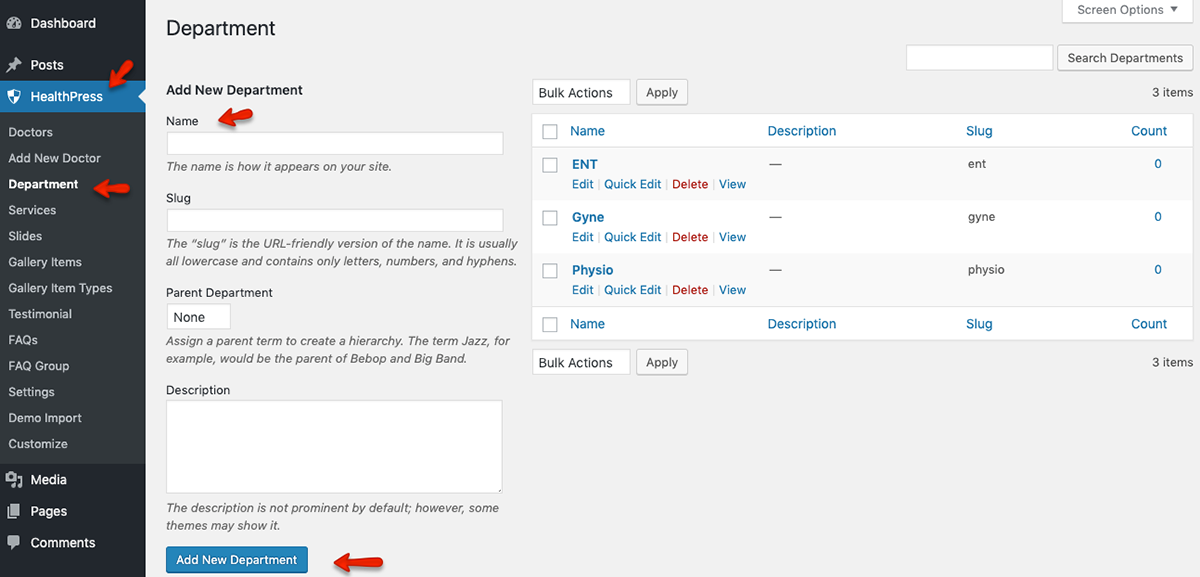 Dashboard
Posts
HealthPress
Doctors
Add New Doctor
Department
Services
Slides
Gallery Items
Gallery Item Types
Testimonial
FAQs
FAQ Group
Settings
Demo Import
Customize
Media
Pages
Comments
Screen Options ▼
Department
Search Departments
Add New Department
Name
The name is how it appears on your site.
Slug
The “slug” is the URL-friendly version of the name. It is usually
all lowercase and contains only letters, numbers, and hyphens.
Parent Department
None
Assign a parent term to create a hierarchy. The term Jazz, for
example, would be the parent of Bebop and Big Band.
Description
The description is not prominent by default; however, some
themes may show it.
Add New Department
Bulk Actions Apply 3 items
Name Description Slug Count
ENT — ent 0
Edit | Quick Edit | Delete | View
Gyne — gyne 0
Edit | Quick Edit | Delete | View
Physio — physio 0
Edit | Quick Edit | Delete | View
Name Description Slug Count
Bulk Actions Apply 3 items